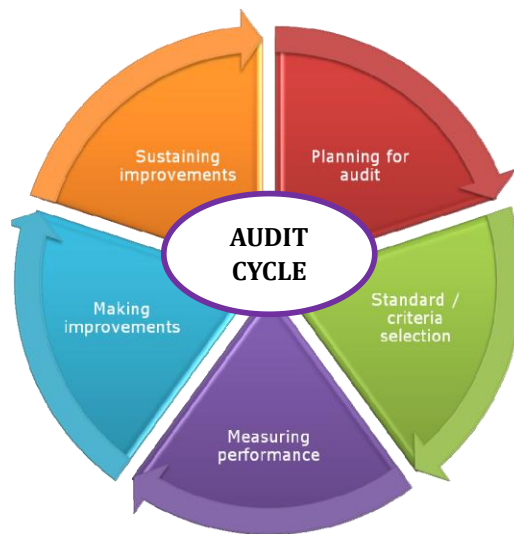 AUDIT
CYCLE
Planning for
audit
Standard /
criteria
selection
Measuring
performance
Making
improvements
Sustaining
improvements